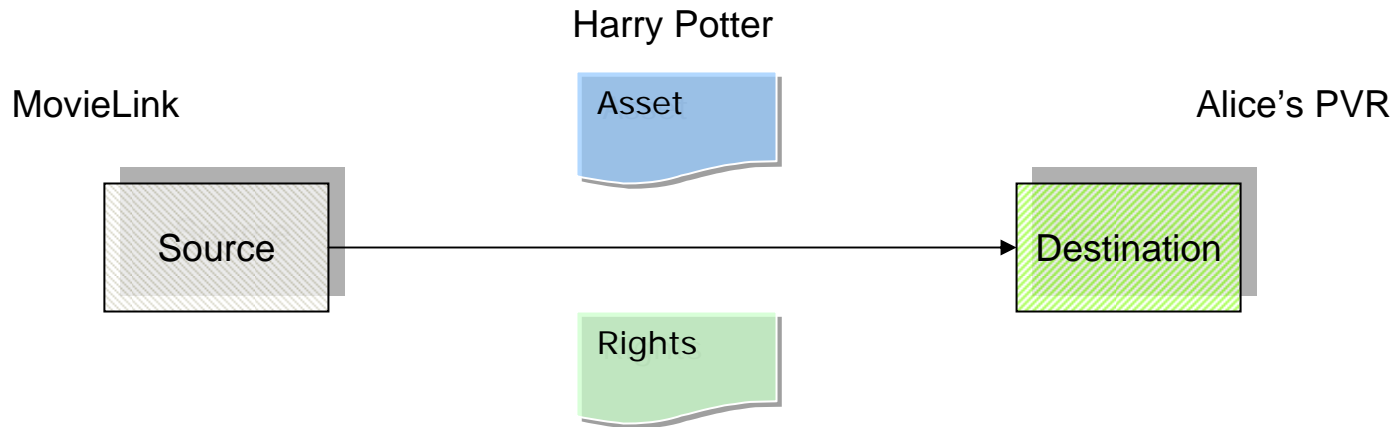 Harry Potter
MovieLink
Asset
Alice's PVR
Source
Destination
Rights